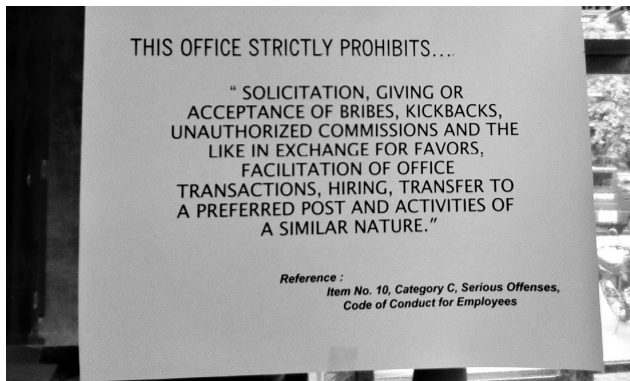 THIS OFFICE STRICTLY PROHIBITS....
“ SOLICITATION, GIVING OR
ACCEPTANCE OF BRIBES, KICKBACKS,
UNAUTHORIZED COMMISSIONS AND THE
LIKE IN EXCHANGE FOR FAVORS,
FACILITATION OF OFFICE
TRANSACTIONS, HIRING, TRANSFER TO
A PREFERRED POST AND ACTIVITIES OF
A SIMILAR NATURE.”
Reference :
Item No. 10, Category C, Serious Offenses,
Code of Conduct for Employees